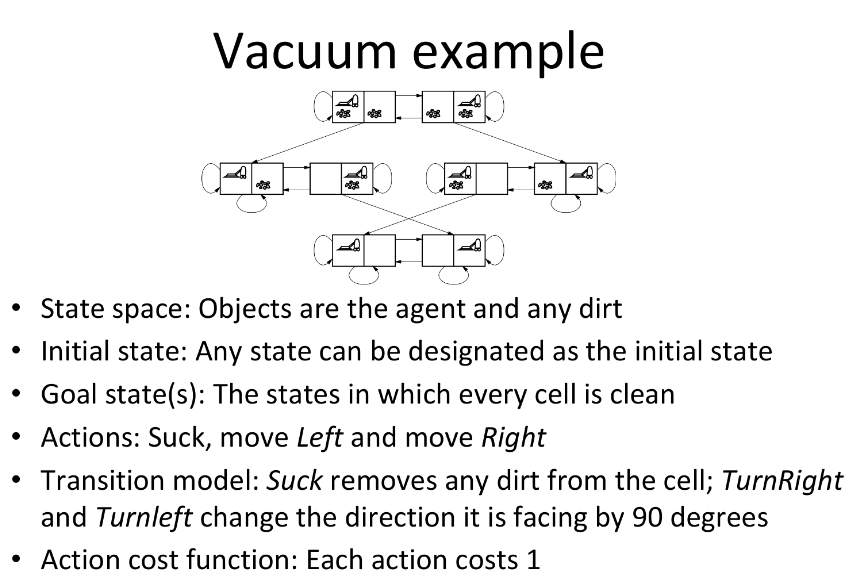 Vacuum example
• State space: Objects are the agent and any dirt
• Initial state: Any state can be designated as the initial state
• Goal state(s): The states in which every cell is clean
• Actions: Suck, move Left and move Right
• Transition model: Suck removes any dirt from the cell; TurnRight
and Turnleft change the direction it is facing by 90 degrees
• Action cost function: Each action costs 1